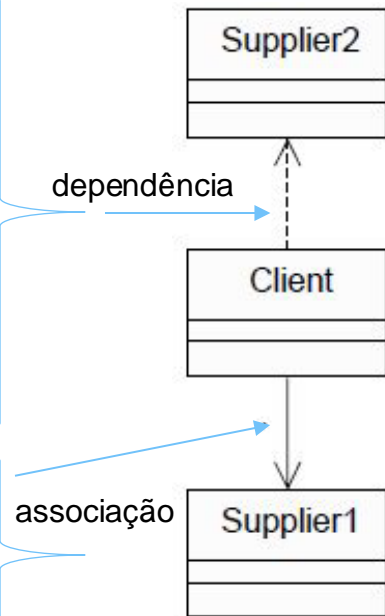 Supplier2
dependência
Client
associação
Supplier1